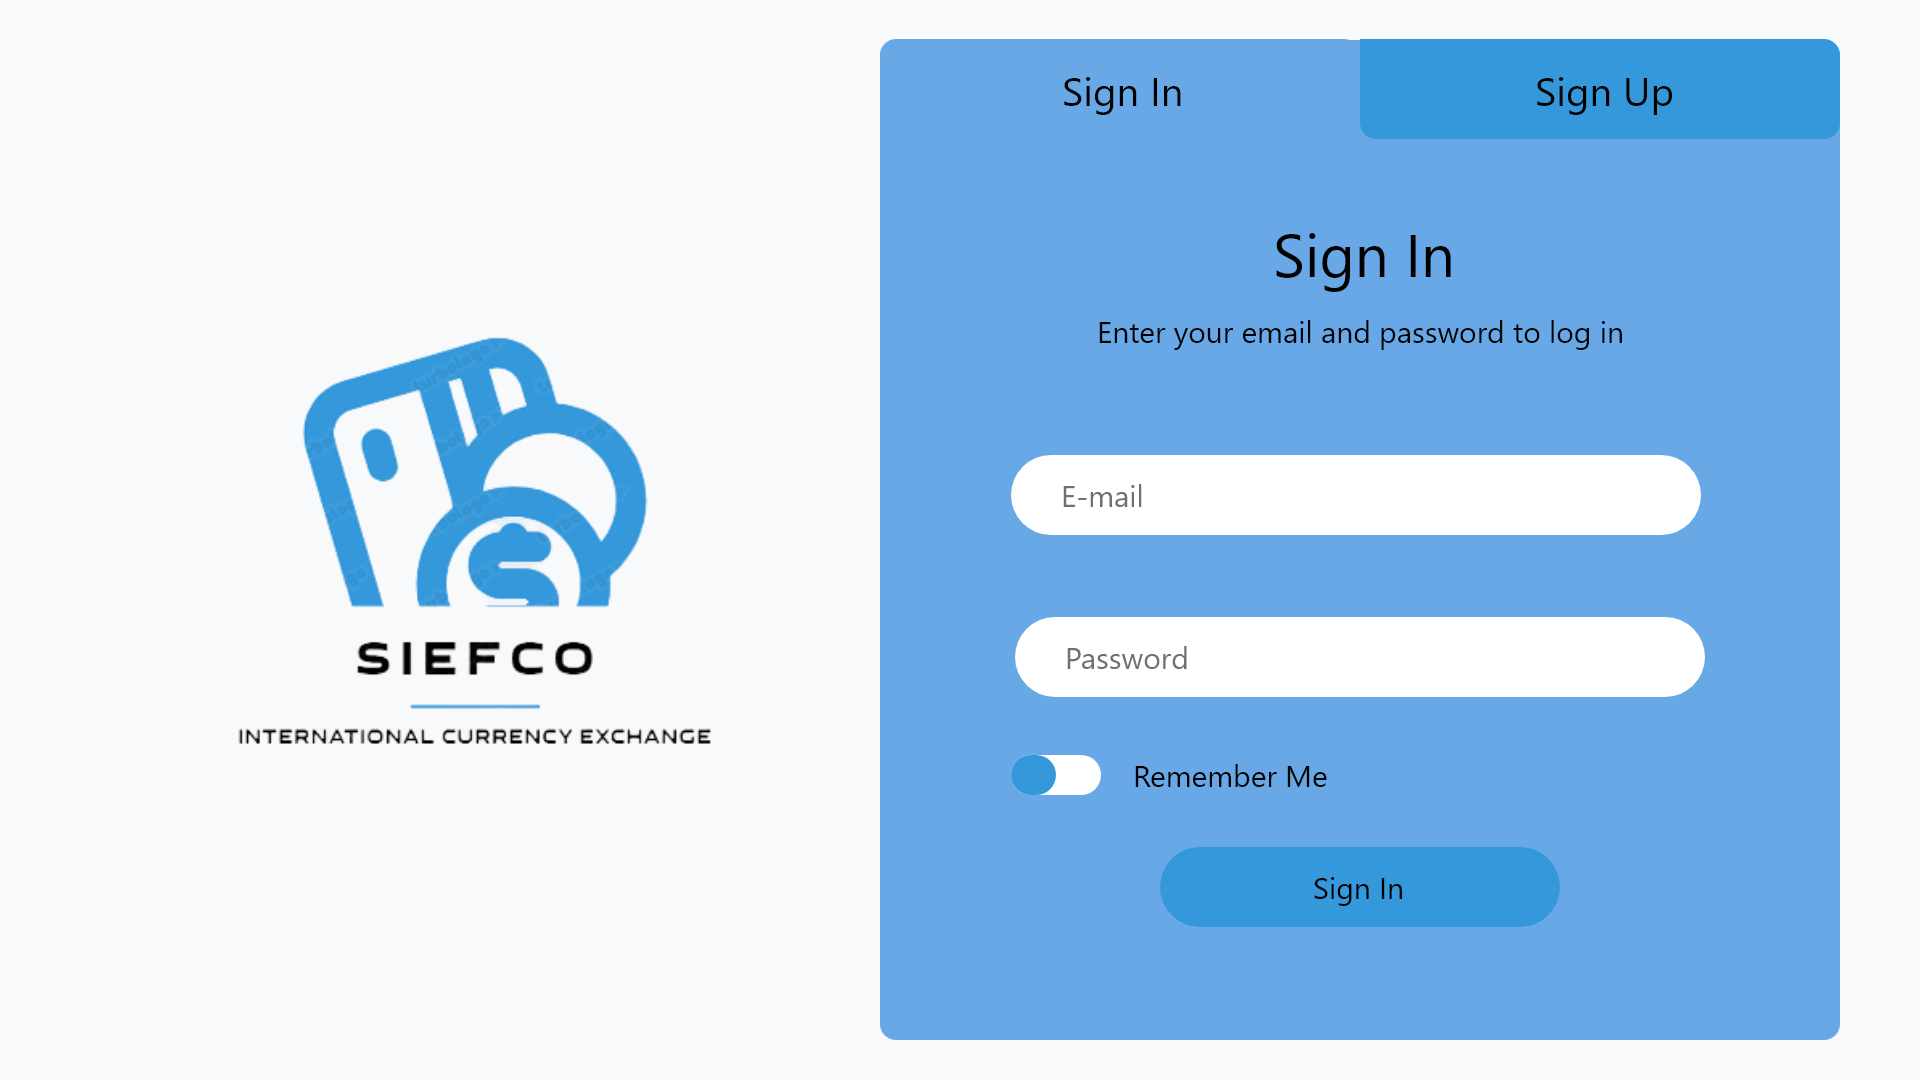 Sign In
Sign Up
Sign In
Enter your email and password to log in
E-mail
Password
Remember Me
Sign In
SIEFCO
INTERNATIONAL CURRENCY EXCHANGE